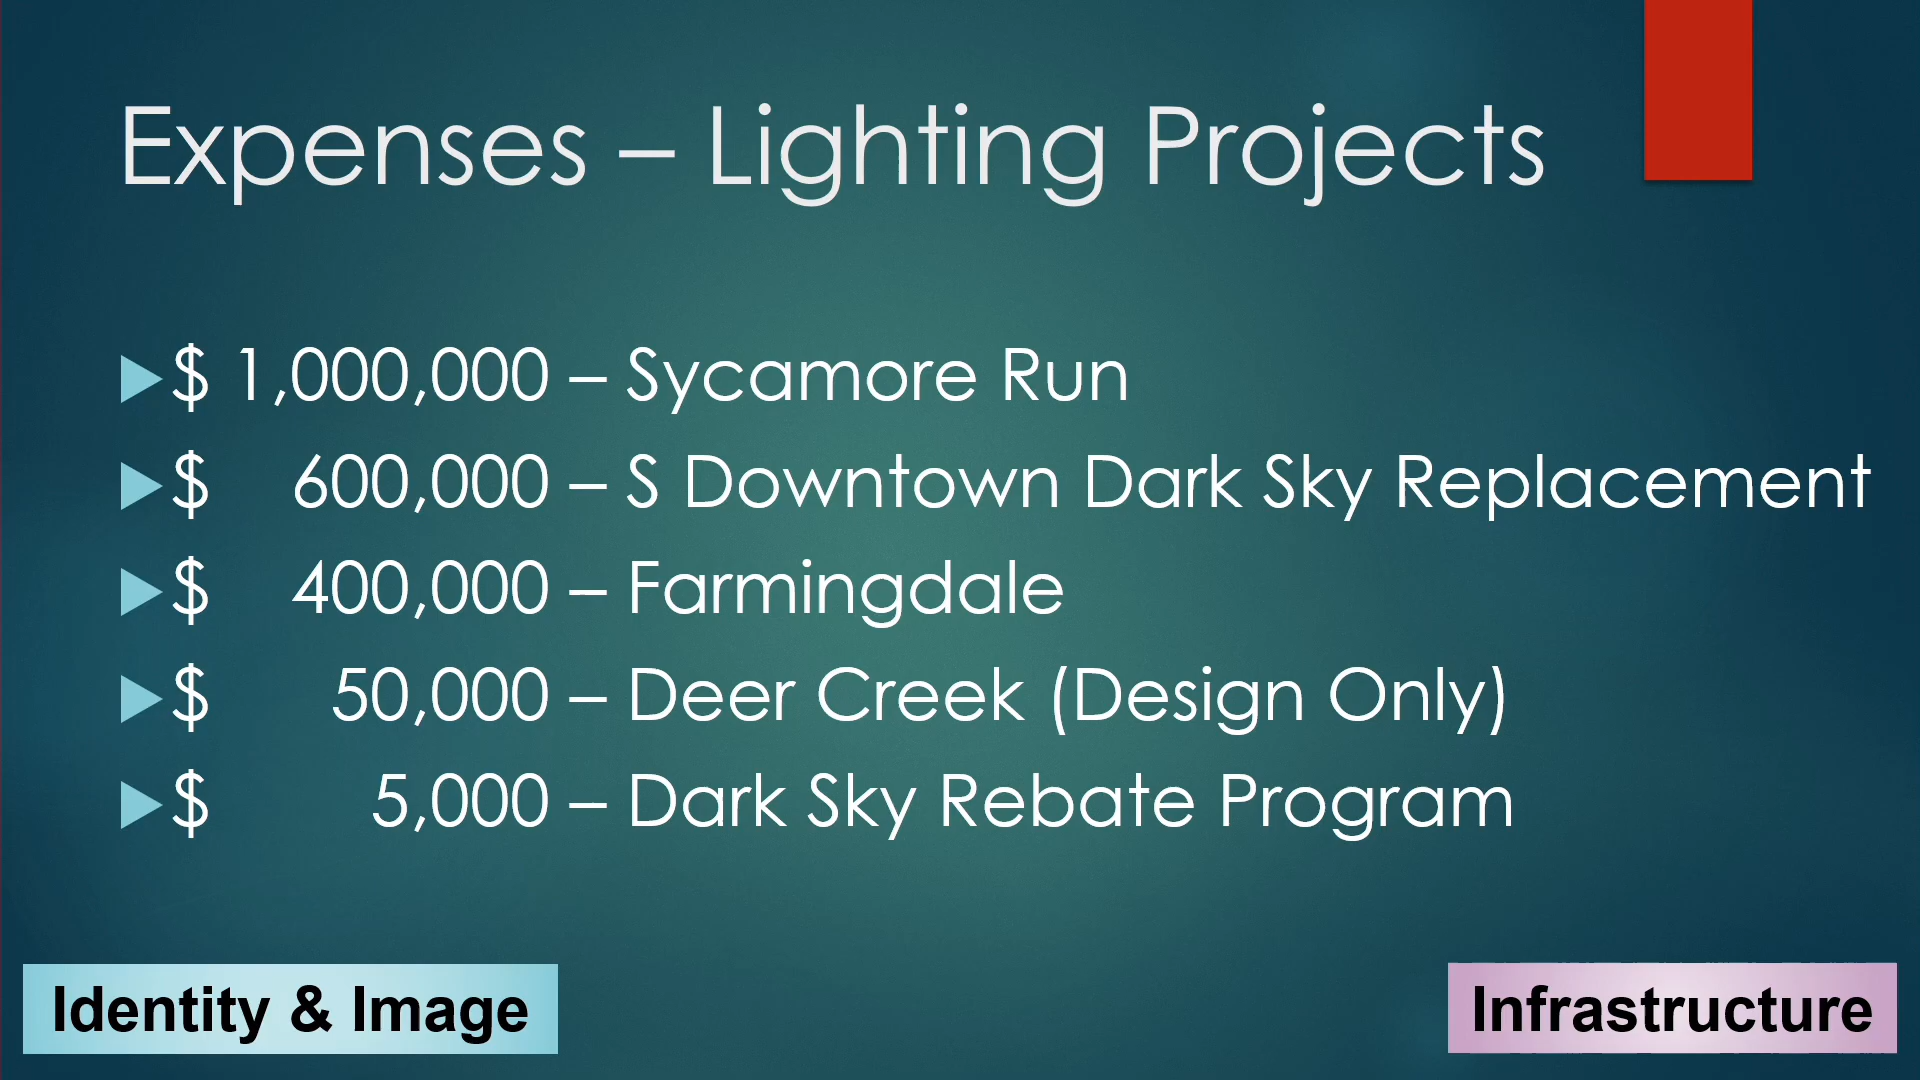 Expenses – Lighting Projects
$ 1,000,000 – Sycamore Run
$ 600,000 – S Downtown Dark Sky Replacement
$ 400,000 – Farmingdale
$ 50,000 – Deer Creek (Design Only)
$ 5,000 – Dark Sky Rebate Program
Identity & Image
Infrastructure